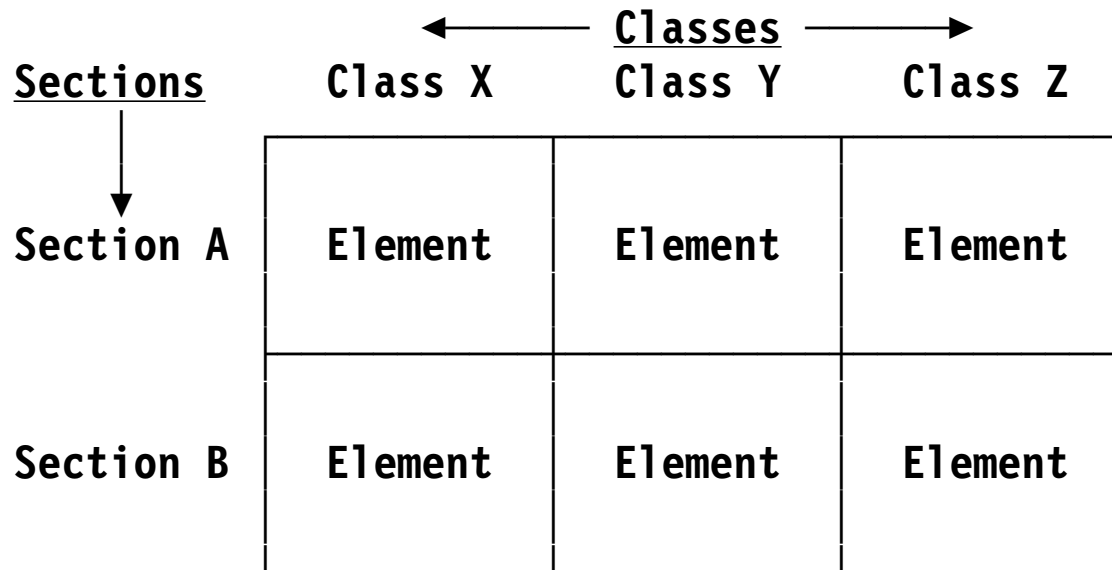 Classes
Sections Class X Class Y Class Z
Section A Element Element Element
Section B Element Element Element